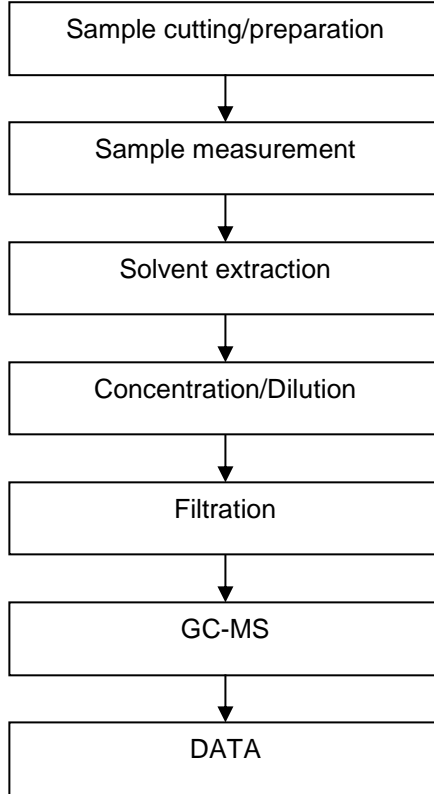 Sample cutting/preparation
Sample measurement
Solvent extraction
Concentration/Dilution
Filtration
GC-MS
DATA